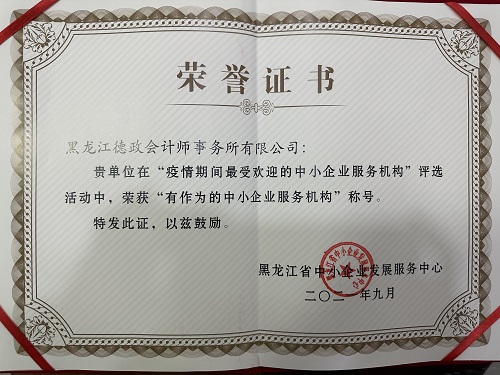 荣誉证书
黑龙江德政会计师事务所有限公司：
贵单位在“疫情期间最受欢迎的中小企业服务机构”评选
活动中，荣获“有作为的中小企业服务机构”称号。
特发此证，以兹鼓励。
黑龙江省中小企业发展服务中心
二〇二 年九月